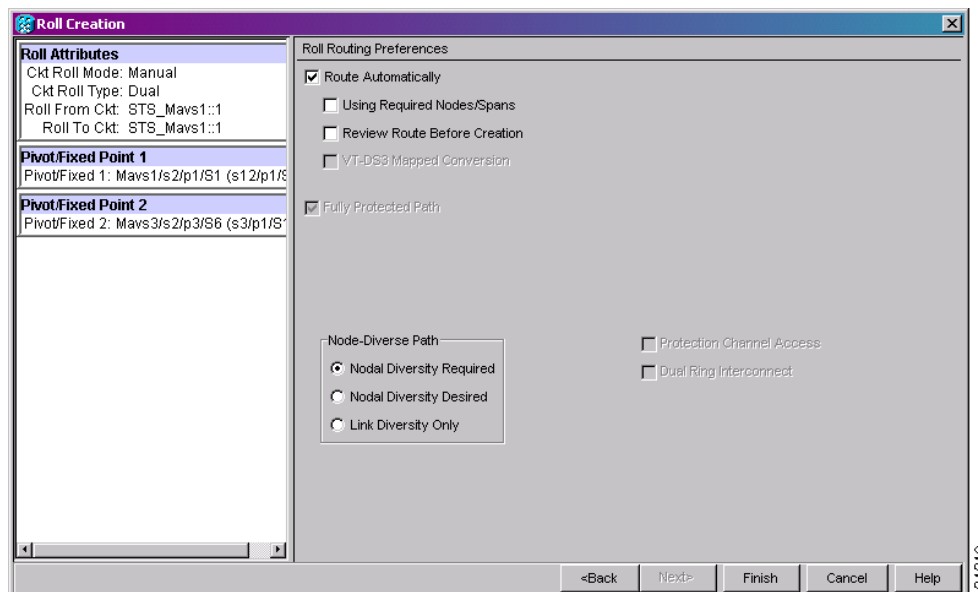 Roll Creation
Roll Attributes
Ckt Roll Mode: Manual
Ckt Roll Type: Dual
Roll From Ckt: STS_Mavs1::1
Roll To Ckt: STS_Mavs1::1
Pivot/Fixed Point 1
Pivot/Fixed 1: Mavs1/s2/p1/S1 (s12/p1/S
Pivot/Fixed Point 2
Pivot/Fixed 2: Mavs3/s2/p3/S6 (s3/p1/S1
Roll Routing Preferences
Route Automatically
Using Required Nodes/Spans
Review Route Before Creation
VT-DS3 Mapped Conversion
Fully Protected Path
Node-Diverse Path
Nodal Diversity Required
Nodal Diversity Desired
Link Diversity Only
Protection Channel Access
Dual Ring Interconnect
<Back
Next>
Finish
Cancel
Help